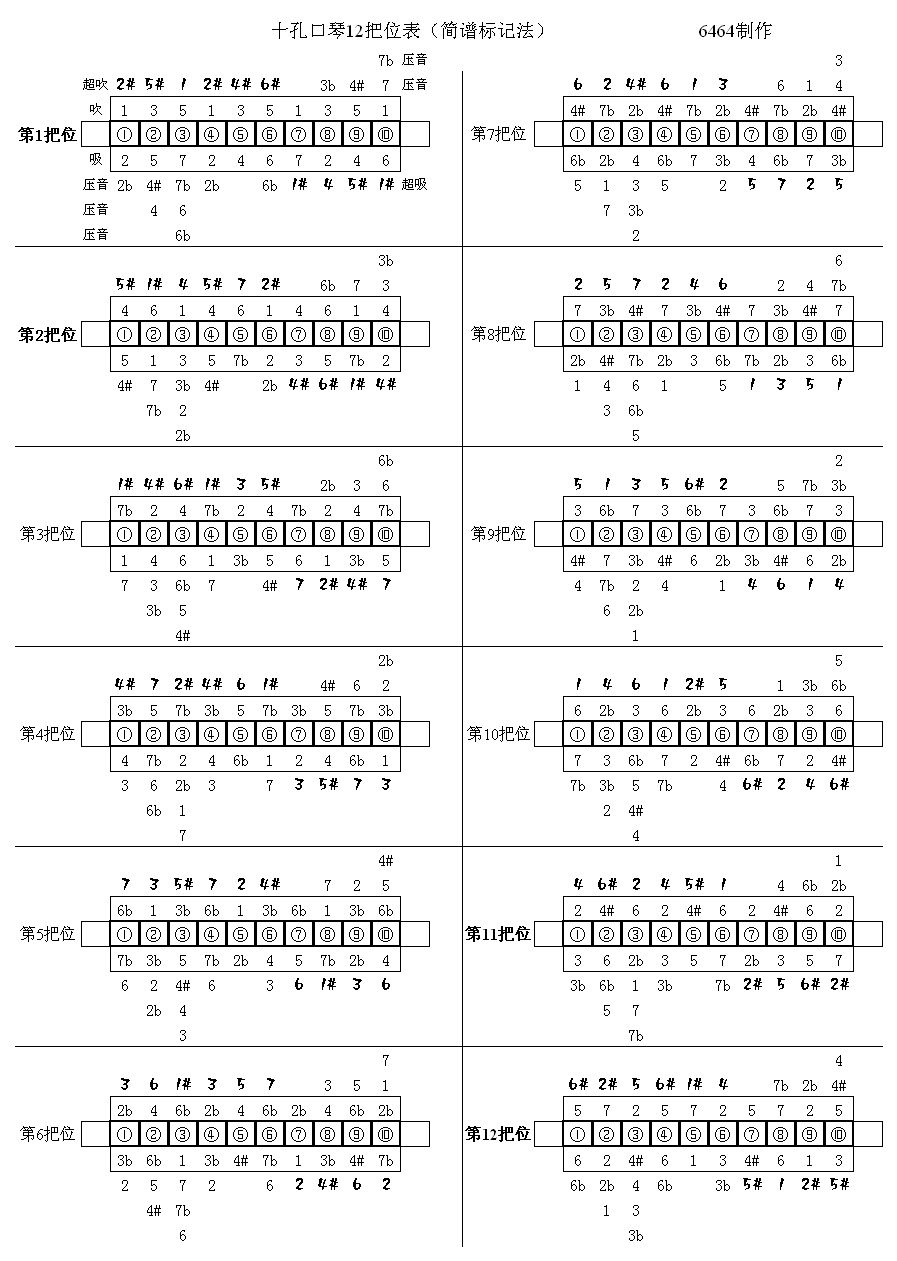 十孔口琴12把位表（简谱标记法） 6464制作
7b 压音
超吹 2# 5# 1 2# 4# 6# 3b 4# 7 压音
吹 1 3 5 1 3 5 1 3 5 1
第1把位 ① ② ③ ④ ⑤ ⑥ ⑦ ⑧ ⑨ ⑩
吸 2 5 7 2 4 6 7 2 4 6
压音 2b 4# 7b 2b 6b 1# 4 5# 1# 超吸
压音 4 6
压音 6b
3b
5# 1# 4 5# 7 2# 6b 7 3
4 6 1 4 6 1 4 6 1 4
第2把位 ① ② ③ ④ ⑤ ⑥ ⑦ ⑧ ⑨ ⑩
5 1 3 5 7b 2 3 5 7b 2
4# 7 3b 4# 2b 4# 6# 1# 4#
7b 2
2b
6b
1# 4# 6# 1# 3 5# 2b 3 6
7b 2 4 7b 2 4 7b 2 4 7b
第3把位 ① ② ③ ④ ⑤ ⑥ ⑦ ⑧ ⑨ ⑩
1 4 6 1 3b 5 6 1 3b 5
7 3 6b 7 4# 7 2# 4# 7
3b 5
4#
2b
4# 7 2# 4# 6 1# 4# 6 2
3b 5 7b 3b 5 7b 3b 5 7b 3b
第4把位 ① ② ③ ④ ⑤ ⑥ ⑦ ⑧ ⑨ ⑩
4 7b 2 4 6b 1 2 4 6b 1
3 6 2b 3 7 3 5# 7 3
6b 1
7
4#
7 3 5# 7 2 4# 7 2 5
6b 1 3b 6b 1 3b 6b 1 3b 6b
第5把位 ① ② ③ ④ ⑤ ⑥ ⑦ ⑧ ⑨ ⑩
7b 3b 5 7b 2b 4 5 7b 2b 4
6 2 4# 6 3 6 1# 3 6
2b 4
3
7
3 6 1# 3 5 7 3 5 1
2b 4 6b 2b 4 6b 2b 4 6b 2b
第6把位 ① ② ③ ④ ⑤ ⑥ ⑦ ⑧ ⑨ ⑩
3b 6b 1 3b 4# 7b 1 3b 4# 7b
2 5 7 2 6 2 4# 6 2
4# 7b
6
3
6 2 4# 6 1 3 6 1 4
4# 7b 2b 4# 7b 2b 4# 7b 2b 4#
第7把位 ① ② ③ ④ ⑤ ⑥ ⑦ ⑧ ⑨ ⑩
6b 2b 4 6b 7 3b 4 6b 7 3b
5 1 3 5 2 5 7 2 5
7 3b
2
6
2 5 7 2 4 6 2 4 7b
7 3b 4# 7 3b 4# 7 3b 4# 7
第8把位 ① ② ③ ④ ⑤ ⑥ ⑦ ⑧ ⑨ ⑩
2b 4# 7b 2b 3 6b 7b 2b 3 6b
1 4 6 1 5 1 3 5 1
3 6b
5
2
5 1 3 5 6# 2 5 7b 3b
3 6b 7 3 6b 7 3 6b 7 3
第9把位 ① ② ③ ④ ⑤ ⑥ ⑦ ⑧ ⑨ ⑩
4# 7 3b 4# 6 2b 3b 4# 6 2b
4 7b 2 4 1 4 6 1 4
6 2b
1
5
1 4 6 1 2# 5 1 3b 6b
6 2b 3 6 2b 3 6 2b 3 6
第10把位 ① ② ③ ④ ⑤ ⑥ ⑦ ⑧ ⑨ ⑩
7 3 6b 7 2 4# 6b 7 2 4#
7b 3b 5 7b 4 6# 2 4 6#
2 4#
4
1
4 6# 2 4 5# 1 4 6b 2b
2 4# 6 2 4# 6 2 4# 6 2
第11把位 ① ② ③ ④ ⑤ ⑥ ⑦ ⑧ ⑨ ⑩
3 6 2b 3 5 7 2b 3 5 7
3b 6b 1 3b 7b 2# 5 6# 2#
5 7
7b
4
6# 2# 5 6# 1# 4 7b 2b 4#
5 7 2 5 7 2 5 7 2 5
第12把位 ① ② ③ ④ ⑤ ⑥ ⑦ ⑧ ⑨ ⑩
6 2 4# 6 1 3 4# 6 1 3
6b 2b 4 6b 3b 5# 1 2# 5#
1 3
3b